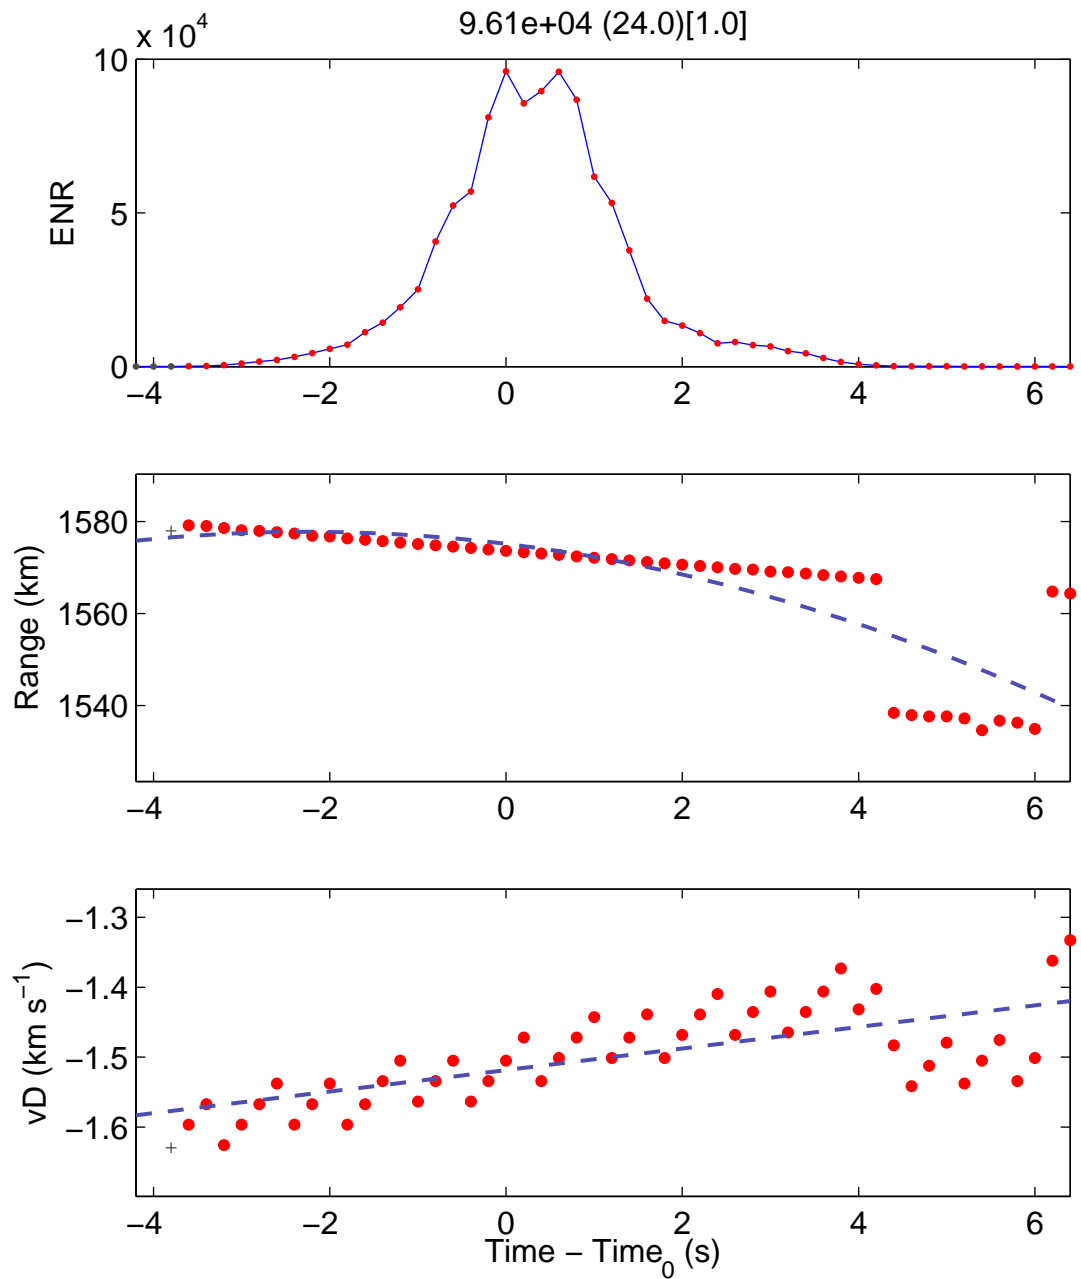 9.61e+04 (24.0)[1.0]
x 10^4
10
5
0
ENR
−4 −2 0 2 4 6
1580
1560
1540
Range (km)
−4 −2 0 2 4 6
−1.3
−1.4
−1.5
−1.6
vD (km s^−1)
−4 −2 0 2 4 6
Time − Time_0 (s)